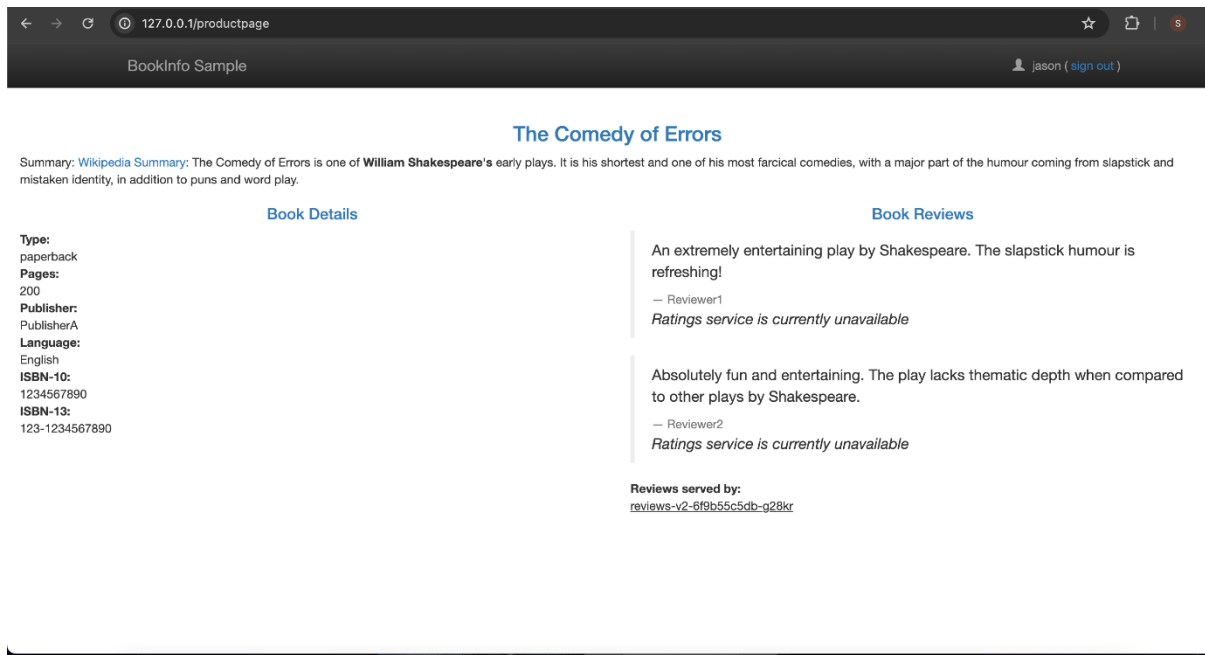 127.0.0.1/productpage
S
BookInfo Sample
jason ( sign out )
The Comedy of Errors
Summary: Wikipedia Summary: The Comedy of Errors is one of William Shakespeare's early plays. It is his shortest and one of his most farcical comedies, with a major part of the humour coming from slapstick and
mistaken identity, in addition to puns and word play.
Book Details
Type:
paperback
Pages:
200
Publisher:
PublisherA
Language:
English
ISBN-10:
1234567890
ISBN-13:
123-1234567890
Book Reviews
An extremely entertaining play by Shakespeare. The slapstick humour is
refreshing!
— Reviewer1
Ratings service is currently unavailable
Absolutely fun and entertaining. The play lacks thematic depth when compared
to other plays by Shakespeare.
— Reviewer2
Ratings service is currently unavailable
Reviews served by:
reviews-v2-6f9b55c5db-g28kr